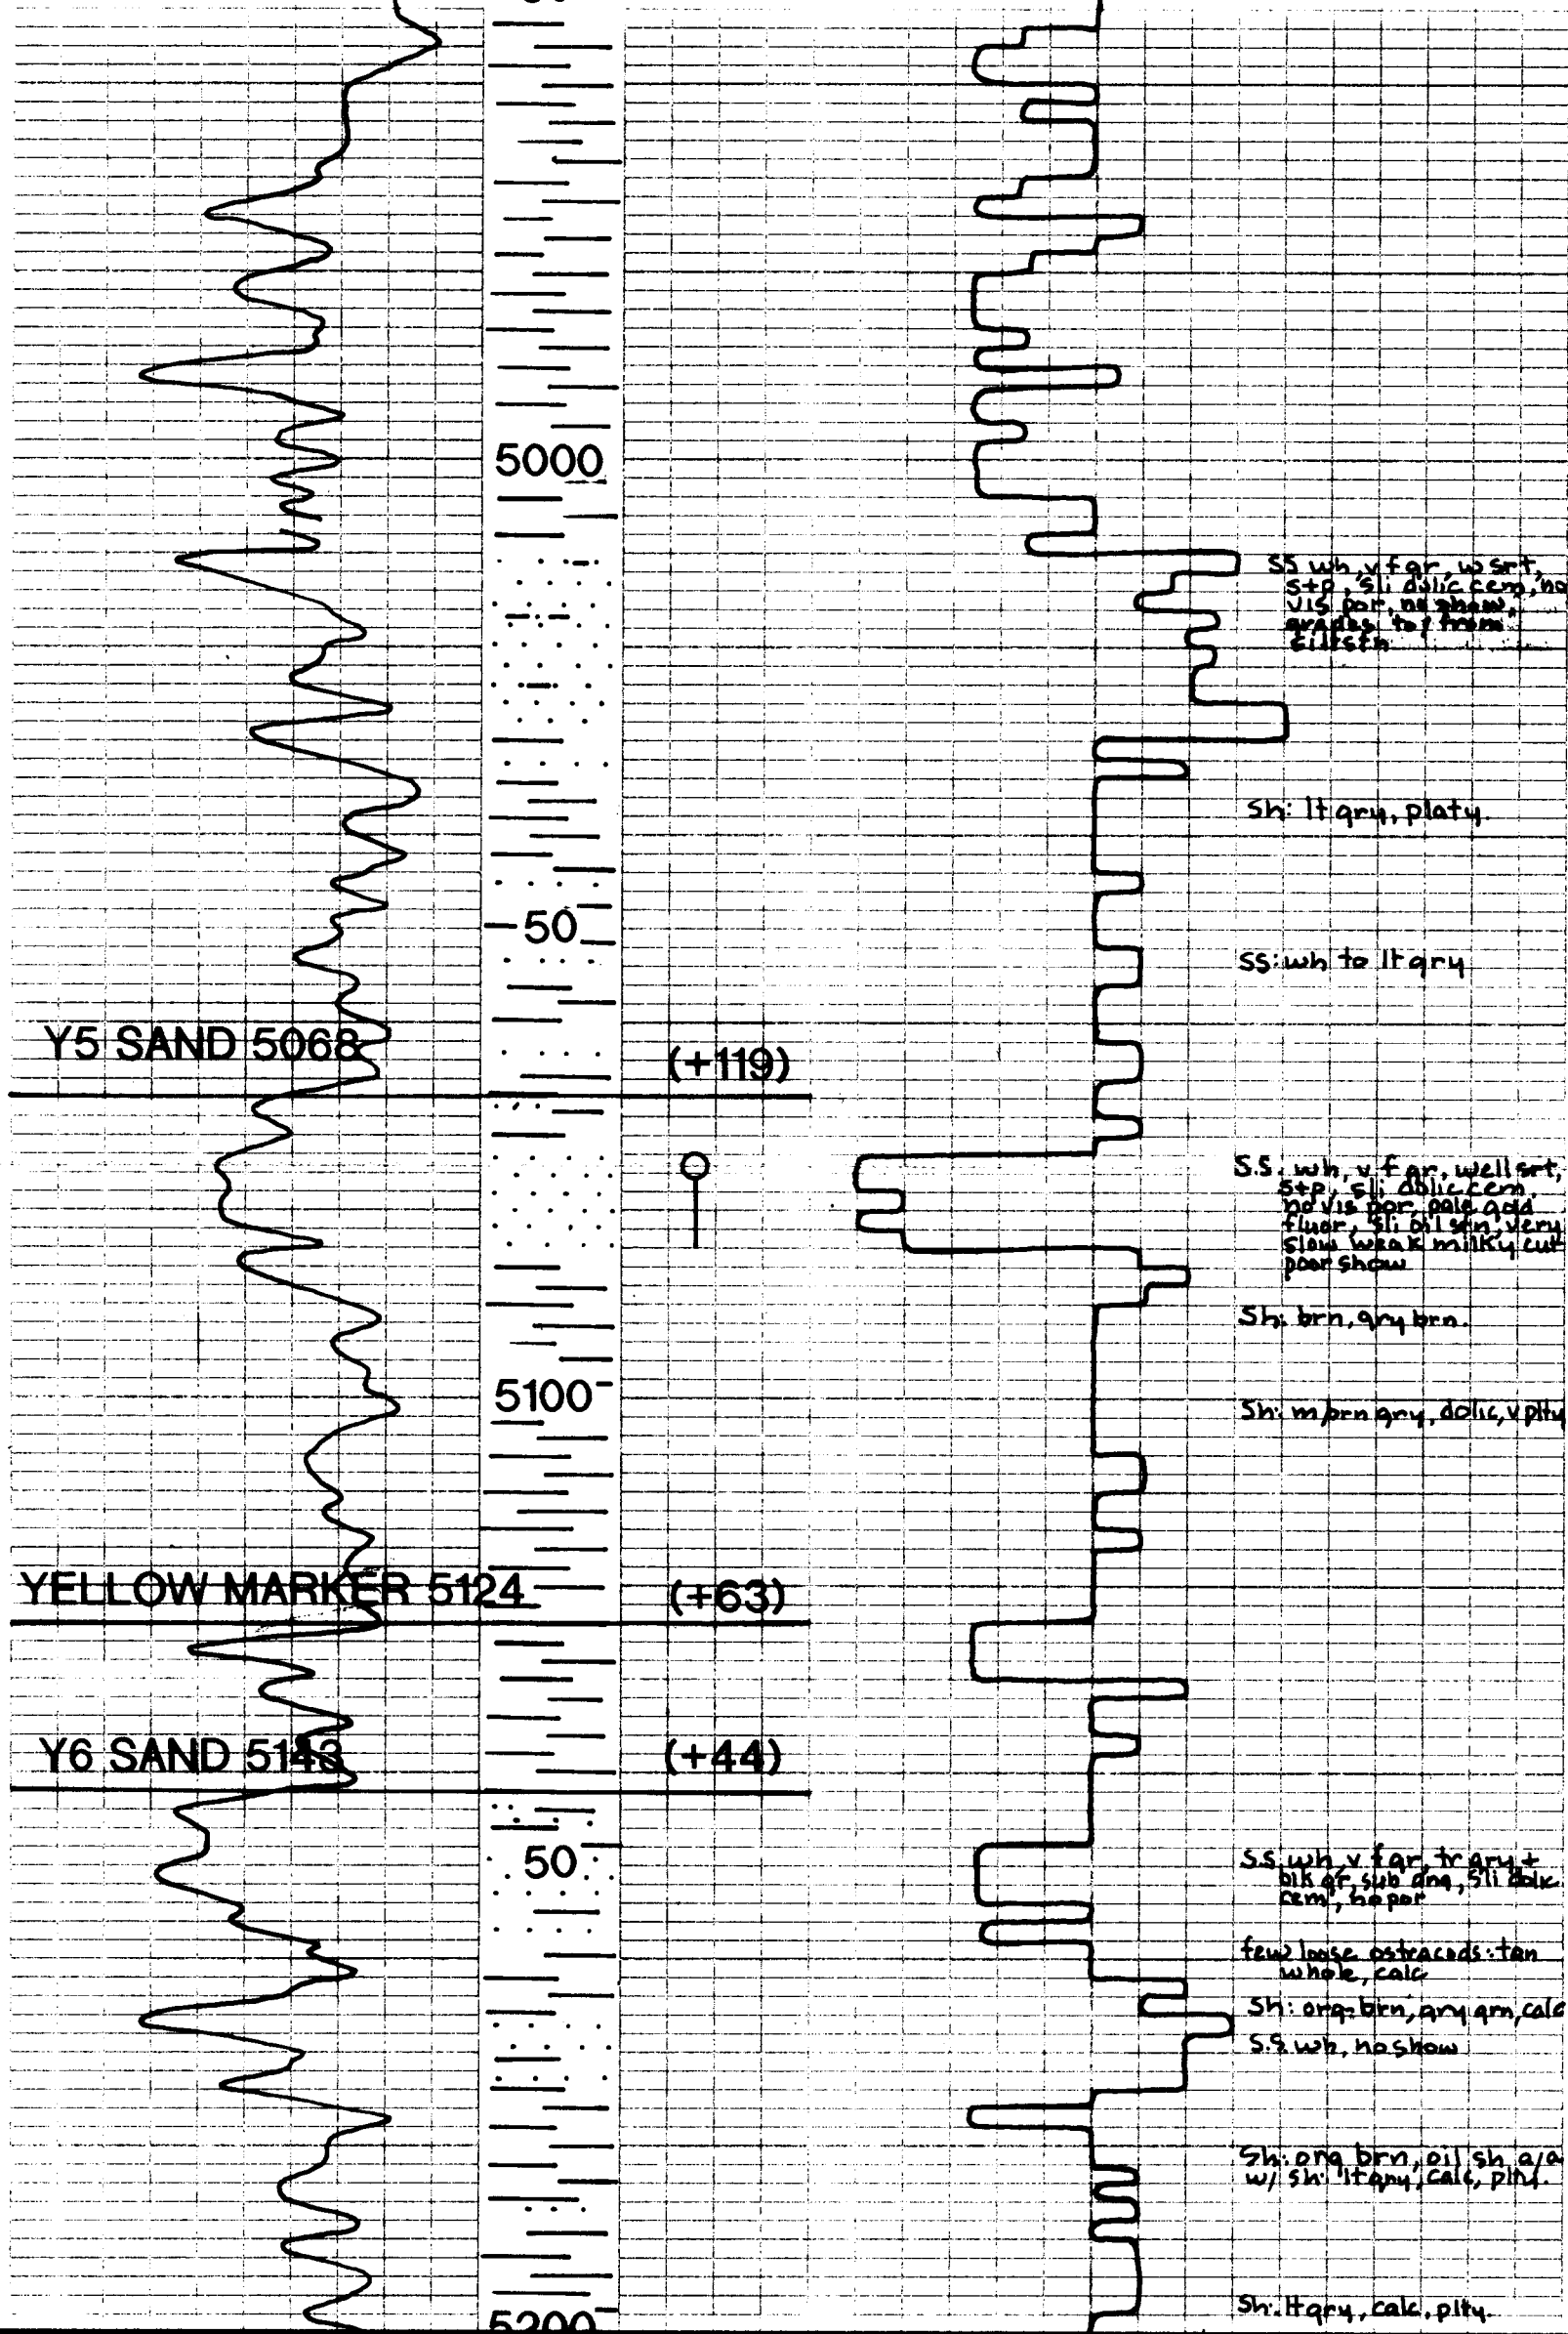 5000
SS wh, v f gr, w srt,
s+p, sli dolic cem, no
vis por, no show,
grades to/from
siltstn
Sh: lt gry, platy.
50
SS: wh to lt gry
Y5 SAND 5068 (+119)
S.S. wh, v f gr, well srt,
s+p, sli dolic cem,
no vis por, pale gold
fluor, sli oil stn, very
slow weak milky cut
poor show
Sh: brn, gry brn.
5100
Sh: m brn gry, dolic, v plty
YELLOW MARKER 5124 (+63)
Y6 SAND 5143 (+44)
50
S.S. wh, v f gr, tr gry +
blk gr, sub ang, sli dolic
cem, no por
few loose ostracods: tan
whole, calc
Sh: org-brn, gry grn, calc
S.S. wh, no show
Sh: org brn, oil sh a/a
w/ sh: lt gry, calc, plty.
Sh: lt gry, calc, plty.
5200